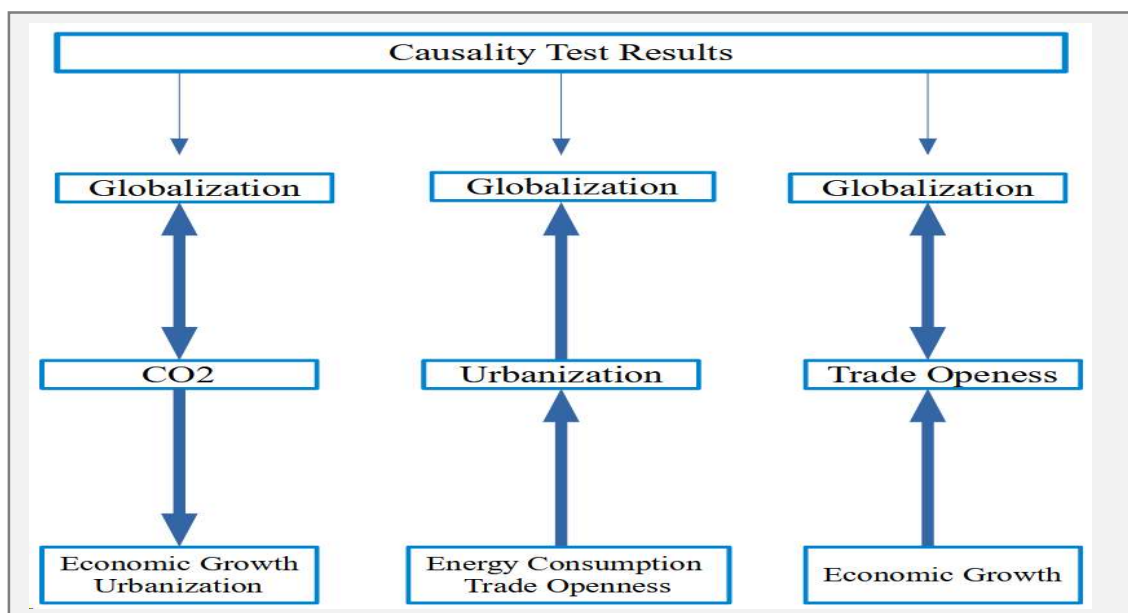 Causality Test Results
Globalization
Globalization
Globalization
CO2
Urbanization
Trade Openess
Economic Growth
Urbanization
Energy Consumption
Trade Openness
Economic Growth